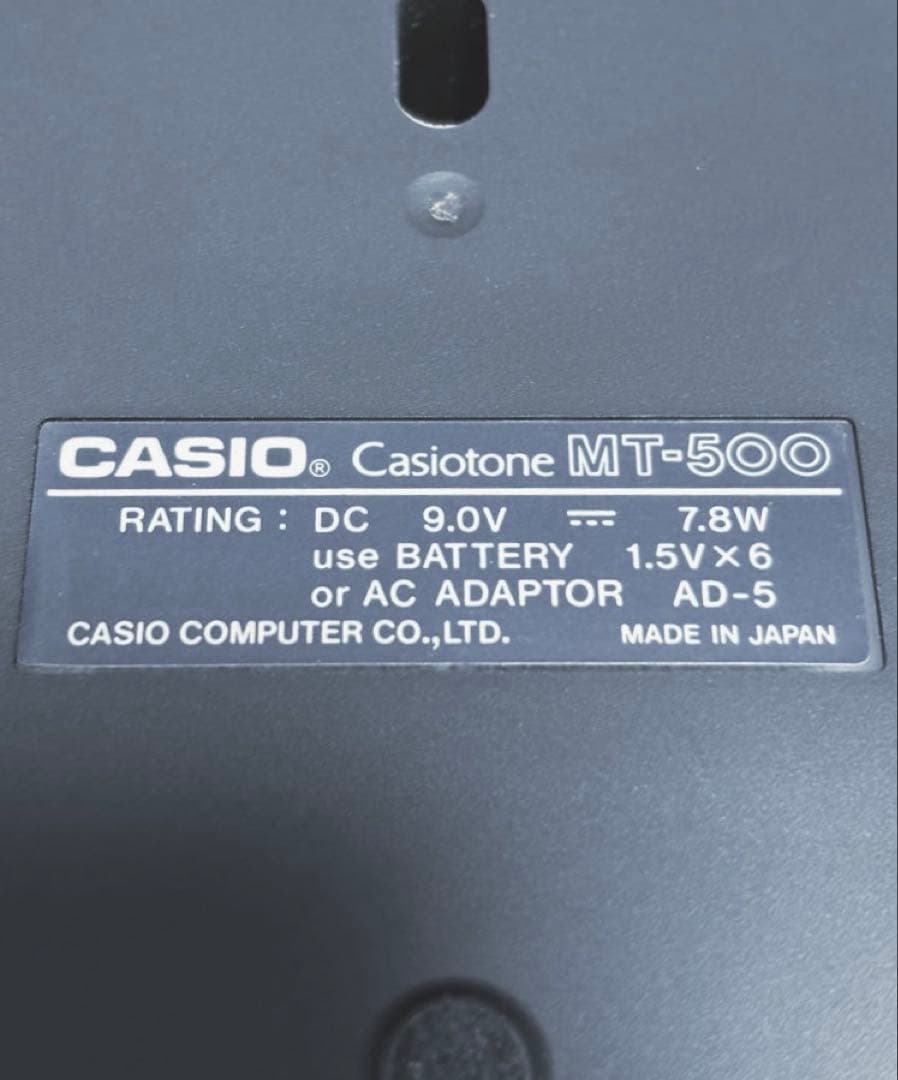 CASIO® Casiotone MT-500
RATING : DC 9.0V ⎓ 7.8W
use BATTERY 1.5V×6
or AC ADAPTOR AD-5
CASIO COMPUTER CO.,LTD. MADE IN JAPAN